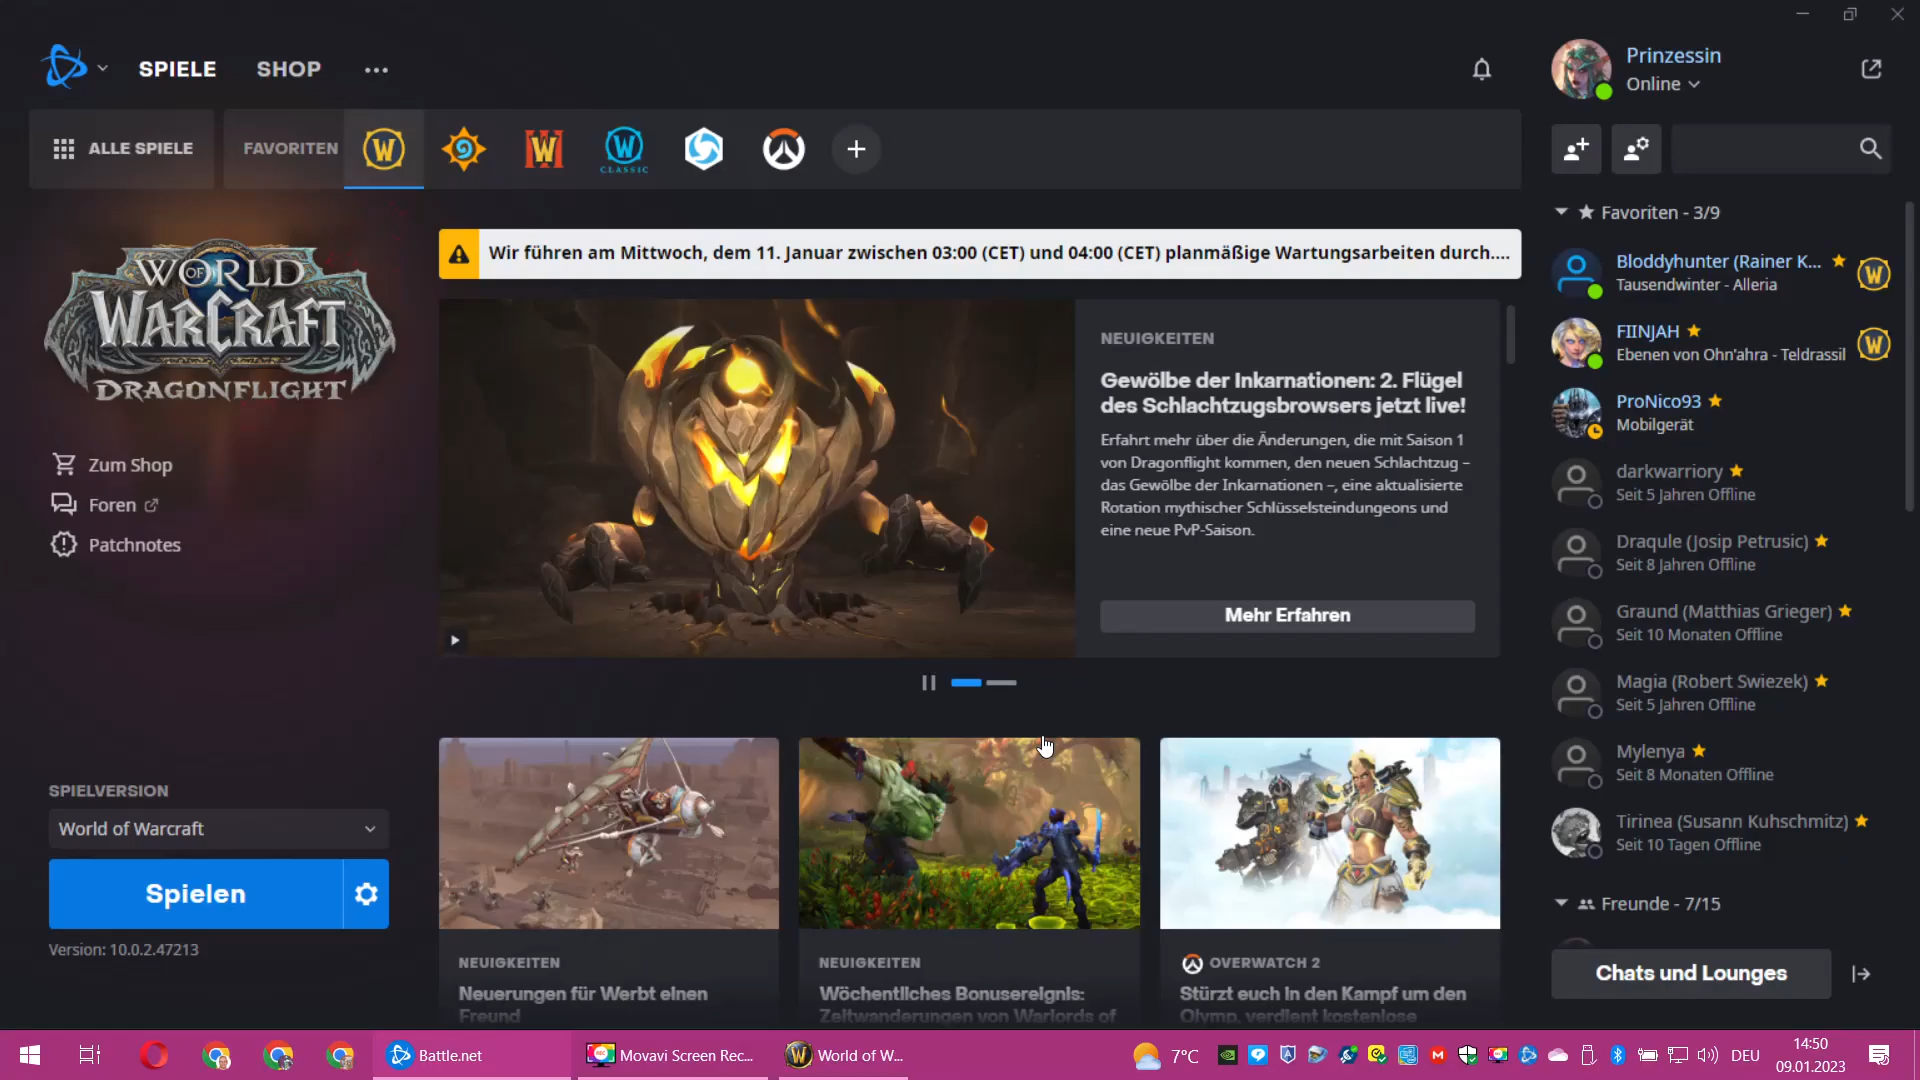 SPIELE
SHOP
Prinzessin
Online
ALLE SPIELE
FAVORITEN
CLASSIC
Favoriten - 3/9
Wir führen am Mittwoch, dem 11. Januar zwischen 03:00 (CET) und 04:00 (CET) planmäßige Wartungsarbeiten durch....
WORLD
OF
WARCRAFT
DRAGONFLIGHT
Zum Shop
Foren
Patchnotes
NEUIGKEITEN
Gewölbe der Inkarnationen: 2. Flügel
des Schlachtzugsbrowsers jetzt live!
Erfahrt mehr über die Änderungen, die mit Saison 1
von Dragonflight kommen, den neuen Schlachtzug –
das Gewölbe der Inkarnationen –, eine aktualisierte
Rotation mythischer Schlüsselsteindungeons und
eine neue PvP-Saison.
Mehr Erfahren
Bloddyhunter (Rainer K...
Tausendwinter - Alleria
FIINJAH
Ebenen von Ohn'ahra - Teldrassil
ProNico93
Mobilgerät
darkwarriory
Seit 5 Jahren Offline
Draqule (Josip Petrusic)
Seit 8 Jahren Offline
Graund (Matthias Grieger)
Seit 10 Monaten Offline
Magia (Robert Swiezek)
Seit 5 Jahren Offline
Mylenya
Seit 8 Monaten Offline
Tirinea (Susann Kuhschmitz)
Seit 10 Tagen Offline
Freunde - 7/15
Chats und Lounges
SPIELVERSION
World of Warcraft
Spielen
Version: 10.0.2.47213
NEUIGKEITEN
Neuerungen für Werbt einen
Freund
NEUIGKEITEN
Wöchentliches Bonusereignis:
Zeitwanderungen von Warlords of
OVERWATCH 2
Stürzt euch in den Kampf um den
Olymp, verdient kostenlose
Battle.net
Movavi Screen Rec...
World of W...
7°C
DEU
14:50
09.01.2023